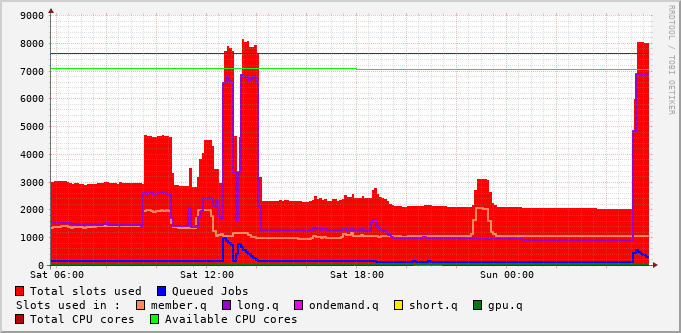 9000
8000
7000
6000
5000
4000
3000
2000
1000
0
Sat 06:00 Sat 12:00 Sat 18:00 Sun 00:00
RRDTOOL / TOBI OETIKER
Total slots used Queued Jobs
Slots used in : member.q long.q ondemand.q short.q gpu.q
Total CPU cores Available CPU cores